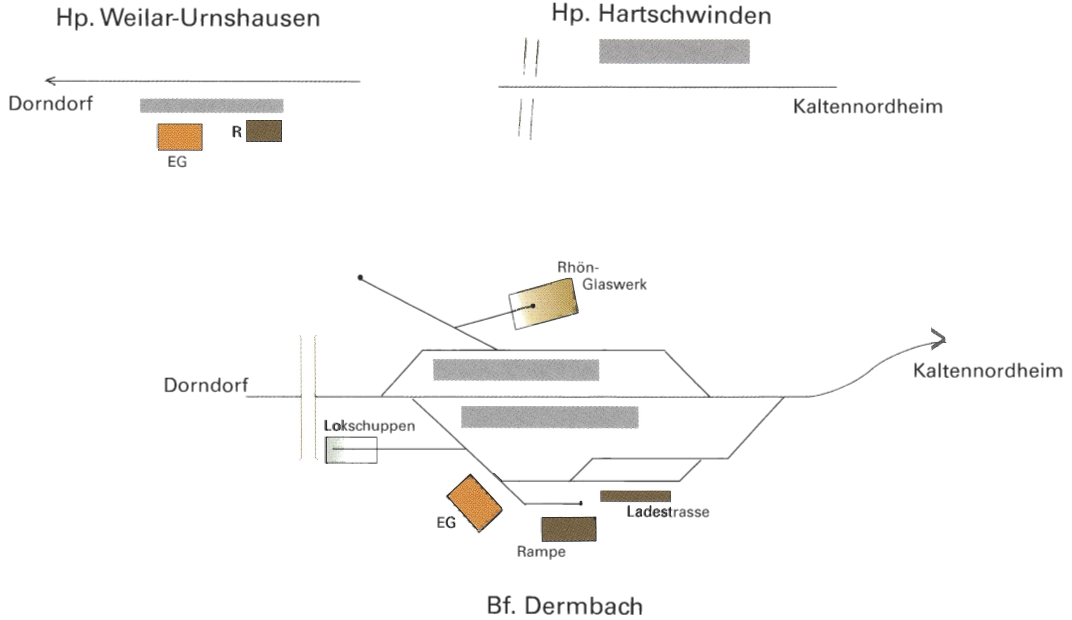 Hp. Weilar-Urnshausen
Hp. Hartschwinden
Dorndorf
Kaltennordheim
R
EG
Rhön-
Glaswerk
Dorndorf
Kaltennordheim
Lokschuppen
EG
Ladestrasse
Rampe
Bf. Dermbach